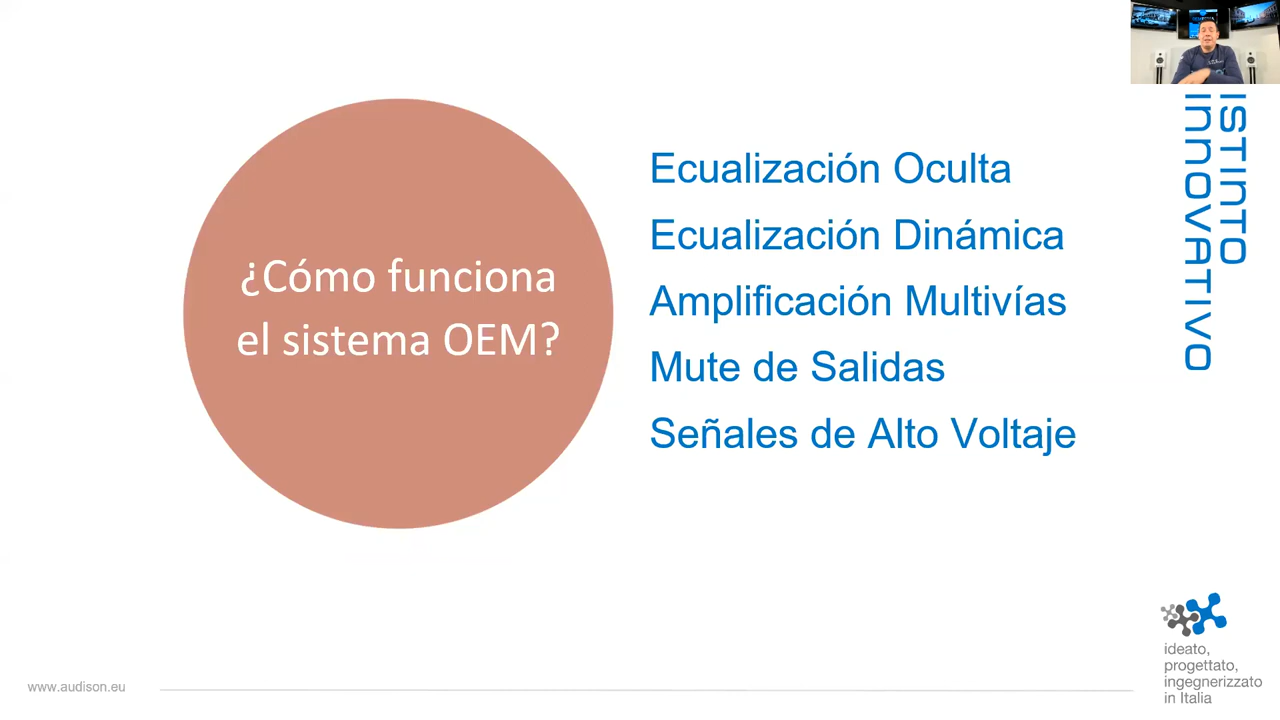 ¿Cómo funciona
el sistema OEM?
Ecualización Oculta
Ecualización Dinámica
Amplificación Multivías
Mute de Salidas
Señales de Alto Voltaje
ISTINTO
INNOVATIVO
www.audison.eu
ideato,
progettato,
ingegnerizzato
in Italia